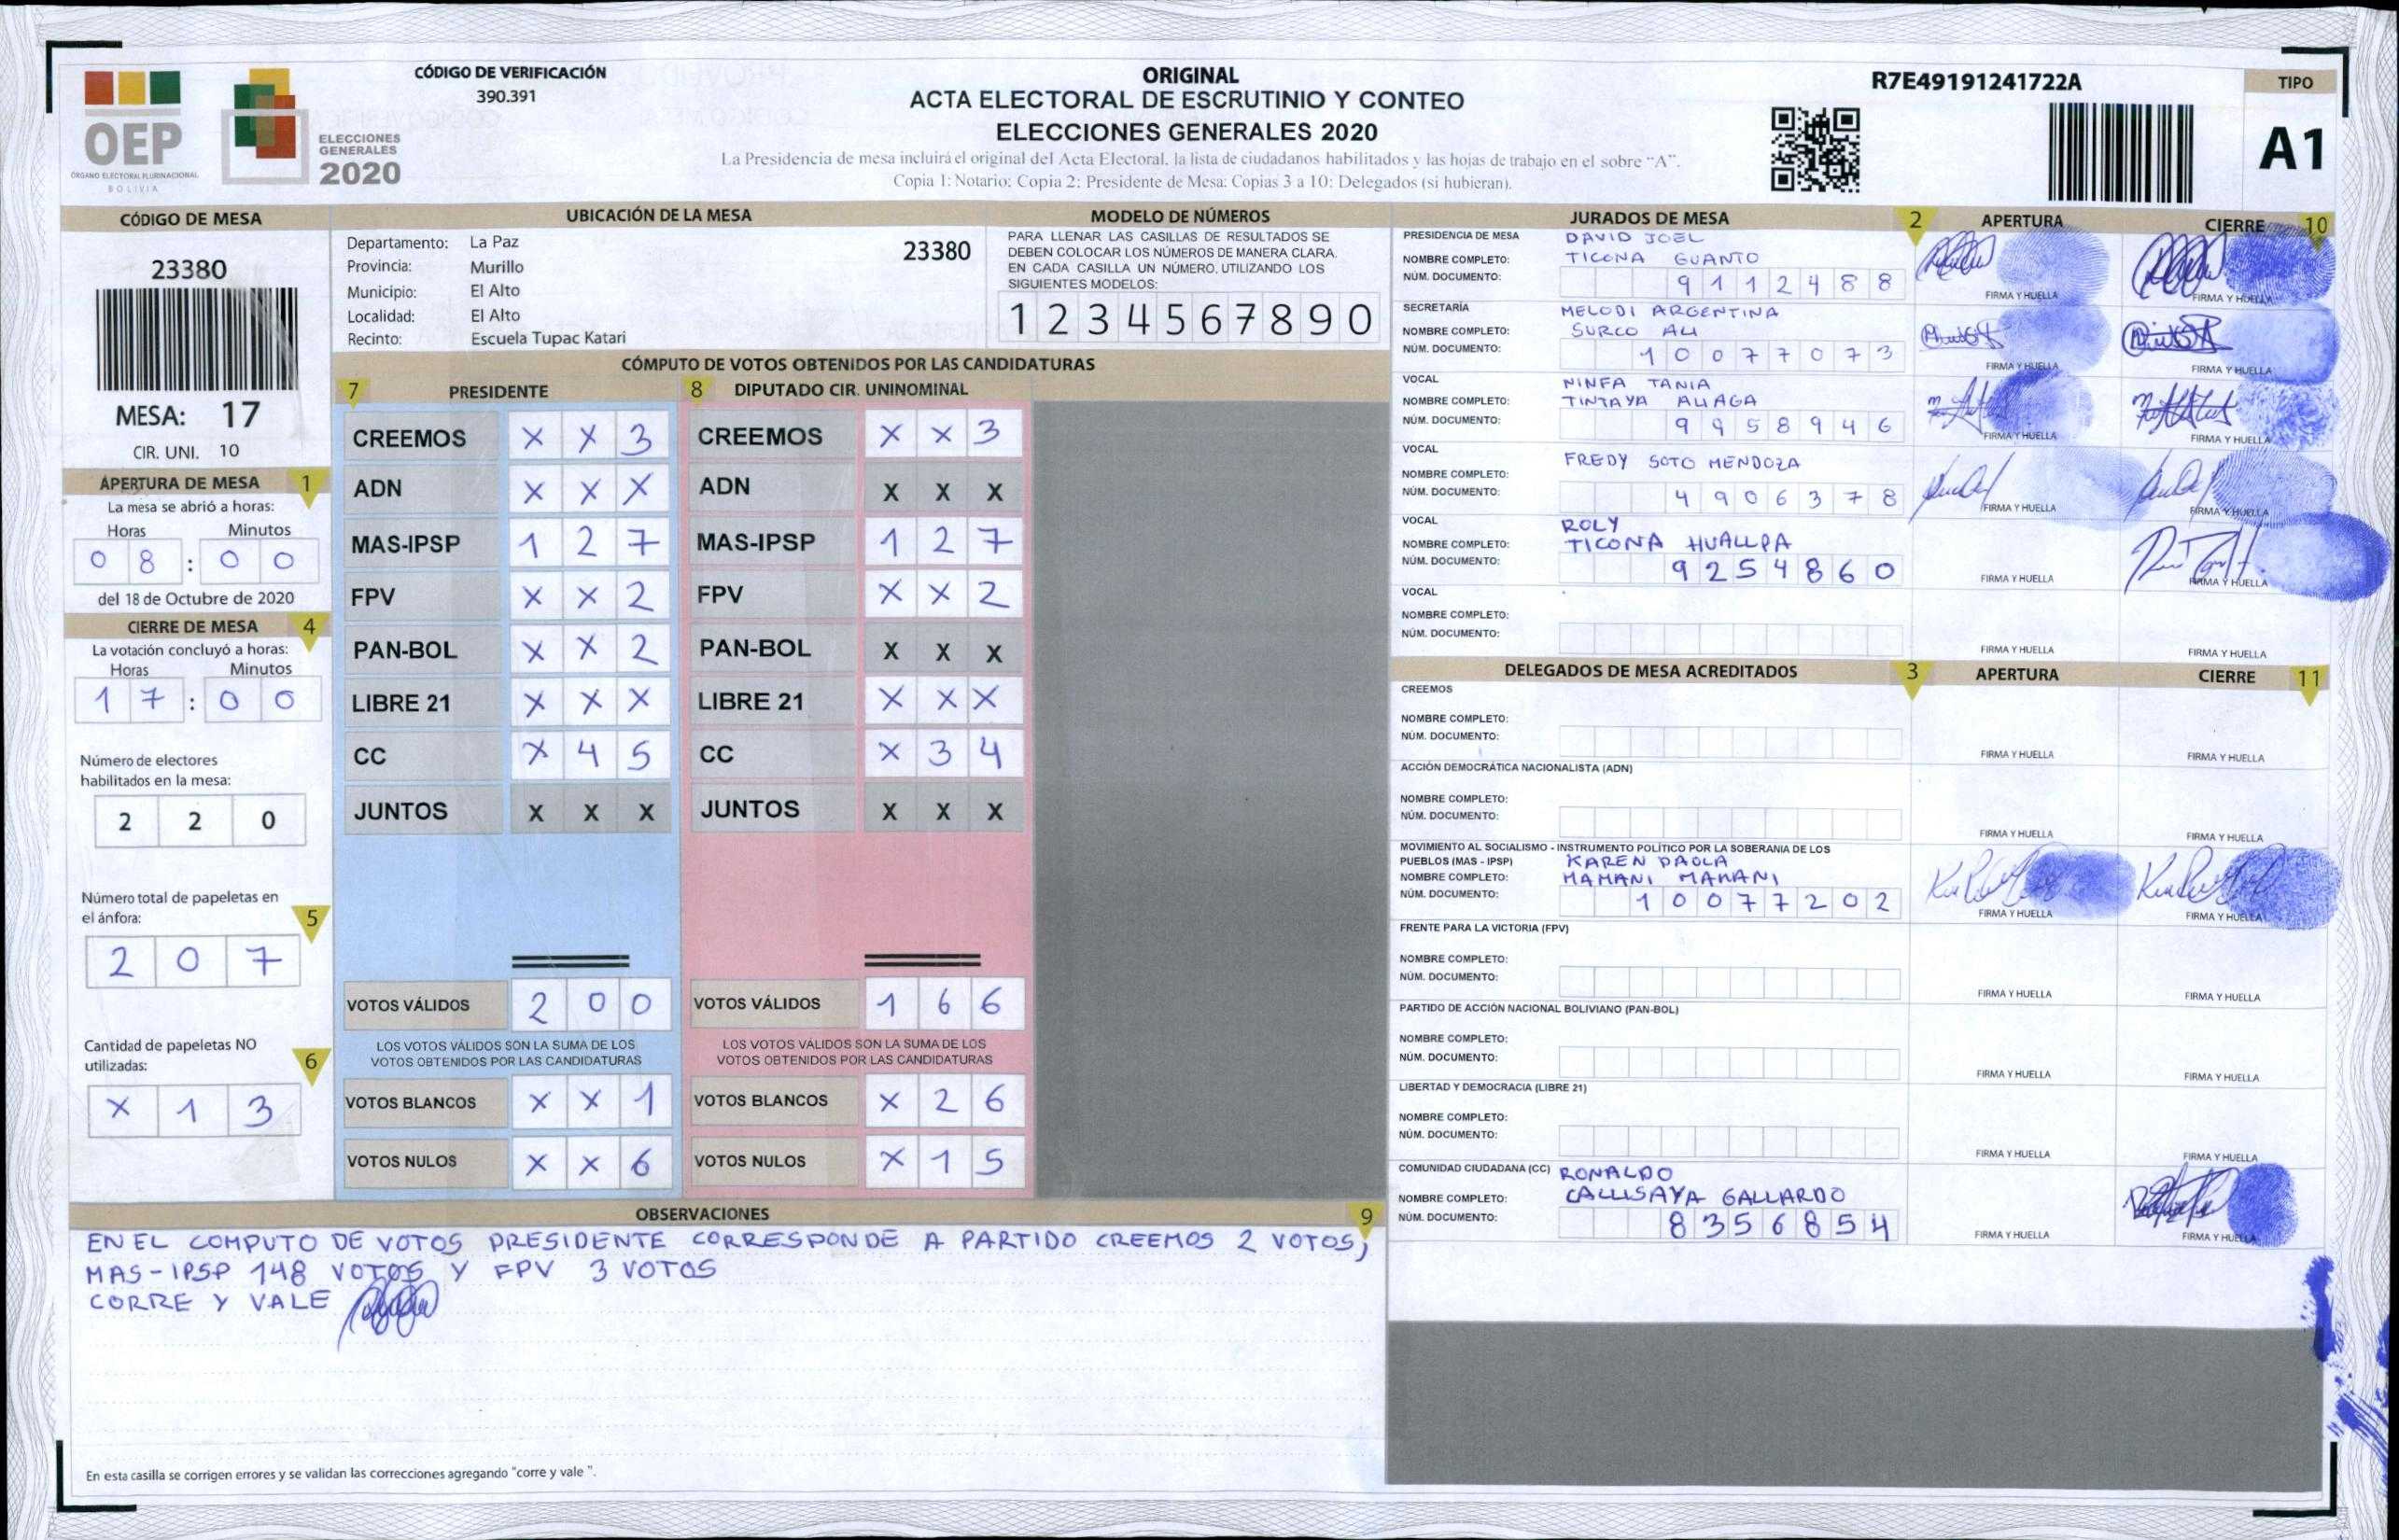 OEP
ÓRGANO ELECTORAL PLURINACIONAL
BOLIVIA
ELECCIONES
GENERALES
2020
CÓDIGO DE VERIFICACIÓN
390.391
ORIGINAL
ACTA ELECTORAL DE ESCRUTINIO Y CONTEO
ELECCIONES GENERALES 2020
La Presidencia de mesa incluirá el original del Acta Electoral, la lista de ciudadanos habilitados y las hojas de trabajo en el sobre “A”.
Copia 1: Notario: Copia 2: Presidente de Mesa: Copias 3 a 10: Delegados (si hubieran).
R7E49191241722A
TIPO
A1
CÓDIGO DE MESA
23380
MESA: 17
CIR. UNI. 10
APERTURA DE MESA 1
La mesa se abrió a horas:
Horas Minutos
0 8 : 0 0
del 18 de Octubre de 2020
CIERRE DE MESA 4
La votación concluyó a horas:
Horas Minutos
1 7 : 0 0
Número de electores
habilitados en la mesa:
2 2 0
Número total de papeletas en
el ánfora: 5
2 0 7
Cantidad de papeletas NO
utilizadas: 6
X 1 3
UBICACIÓN DE LA MESA
Departamento: La Paz
23380
Provincia: Murillo
Municipio: El Alto
Localidad: El Alto
Recinto: Escuela Tupac Katari
MODELO DE NÚMEROS
PARA LLENAR LAS CASILLAS DE RESULTADOS SE
DEBEN COLOCAR LOS NÚMEROS DE MANERA CLARA.
EN CADA CASILLA UN NÚMERO, UTILIZANDO LOS
SIGUIENTES MODELOS:
1 2 3 4 5 6 7 8 9 0
CÓMPUTO DE VOTOS OBTENIDOS POR LAS CANDIDATURAS
7 PRESIDENTE 8 DIPUTADO CIR. UNINOMINAL
CREEMOS X X 3 CREEMOS X X 3
ADN X X X ADN X X X
MAS-IPSP 1 2 7 MAS-IPSP 1 2 7
FPV X X 2 FPV X X 2
PAN-BOL X X 2 PAN-BOL X X X
LIBRE 21 X X X LIBRE 21 X X X
CC X 4 5 CC X 3 4
JUNTOS X X X JUNTOS X X X
VOTOS VÁLIDOS 2 0 0 VOTOS VÁLIDOS 1 6 6
LOS VOTOS VÁLIDOS SON LA SUMA DE LOS LOS VOTOS VÁLIDOS SON LA SUMA DE LOS
VOTOS OBTENIDOS POR LAS CANDIDATURAS VOTOS OBTENIDOS POR LAS CANDIDATURAS
VOTOS BLANCOS X X 1 VOTOS BLANCOS X 2 6
VOTOS NULOS X X 6 VOTOS NULOS X 1 5
OBSERVACIONES 9
EN EL COMPUTO DE VOTOS PRESIDENTE CORRESPONDE A PARTIDO CREEMOS 2 VOTOS,
MAS-IPSP 148 VOTOS Y FPV 3 VOTOS
CORRE Y VALE
En esta casilla se corrigen errores y se validan las correcciones agregando "corre y vale ".
JURADOS DE MESA 2 APERTURA CIERRE 10
PRESIDENCIA DE MESA DAVID JOEL
NOMBRE COMPLETO: TICONA GUANTO
NÚM. DOCUMENTO: 9 1 1 2 4 8 8
FIRMA Y HUELLA FIRMA Y HUELLA
SECRETARÍA MELODI ARGENTINA
NOMBRE COMPLETO: SURCO ALI
NÚM. DOCUMENTO: 1 0 0 7 7 0 7 3
FIRMA Y HUELLA FIRMA Y HUELLA
VOCAL NINFA TANIA
NOMBRE COMPLETO: TINTAYA ALIAGA
NÚM. DOCUMENTO: 9 9 5 8 9 4 6
FIRMA Y HUELLA FIRMA Y HUELLA
VOCAL FREDY SOTO MENDOZA
NOMBRE COMPLETO:
NÚM. DOCUMENTO: 4 9 0 6 3 7 8
FIRMA Y HUELLA FIRMA Y HUELLA
VOCAL ROLY
NOMBRE COMPLETO: TICONA HUALLPA
NÚM. DOCUMENTO: 9 2 5 4 8 6 0
FIRMA Y HUELLA FIRMA Y HUELLA
VOCAL
NOMBRE COMPLETO:
NÚM. DOCUMENTO:
FIRMA Y HUELLA FIRMA Y HUELLA
DELEGADOS DE MESA ACREDITADOS 3 APERTURA CIERRE 11
CREEMOS
NOMBRE COMPLETO:
NÚM. DOCUMENTO:
FIRMA Y HUELLA FIRMA Y HUELLA
ACCIÓN DEMOCRÁTICA NACIONALISTA (ADN)
NOMBRE COMPLETO:
NÚM. DOCUMENTO:
FIRMA Y HUELLA FIRMA Y HUELLA
MOVIMIENTO AL SOCIALISMO - INSTRUMENTO POLÍTICO POR LA SOBERANIA DE LOS
PUEBLOS (MAS - IPSP) KAREN PAOLA
NOMBRE COMPLETO: MAMANI MAMANI
NÚM. DOCUMENTO: 1 0 0 7 7 2 0 2
FIRMA Y HUELLA FIRMA Y HUELLA
FRENTE PARA LA VICTORIA (FPV)
NOMBRE COMPLETO:
NÚM. DOCUMENTO:
FIRMA Y HUELLA FIRMA Y HUELLA
PARTIDO DE ACCIÓN NACIONAL BOLIVIANO (PAN-BOL)
NOMBRE COMPLETO:
NÚM. DOCUMENTO:
FIRMA Y HUELLA FIRMA Y HUELLA
LIBERTAD Y DEMOCRACIA (LIBRE 21)
NOMBRE COMPLETO:
NÚM. DOCUMENTO:
FIRMA Y HUELLA FIRMA Y HUELLA
COMUNIDAD CIUDADANA (CC) RONALDO
NOMBRE COMPLETO: CALLISAYA GALLARDO
NÚM. DOCUMENTO: 8 3 5 6 8 5 4
FIRMA Y HUELLA FIRMA Y HUELLA